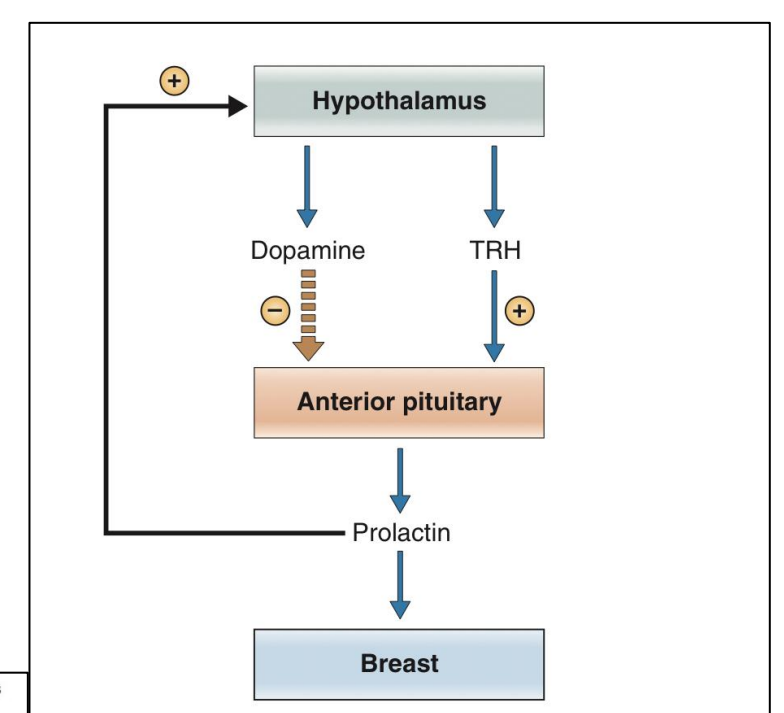 +
Hypothalamus
Dopamine TRH
− +
Anterior pituitary
Prolactin
Breast